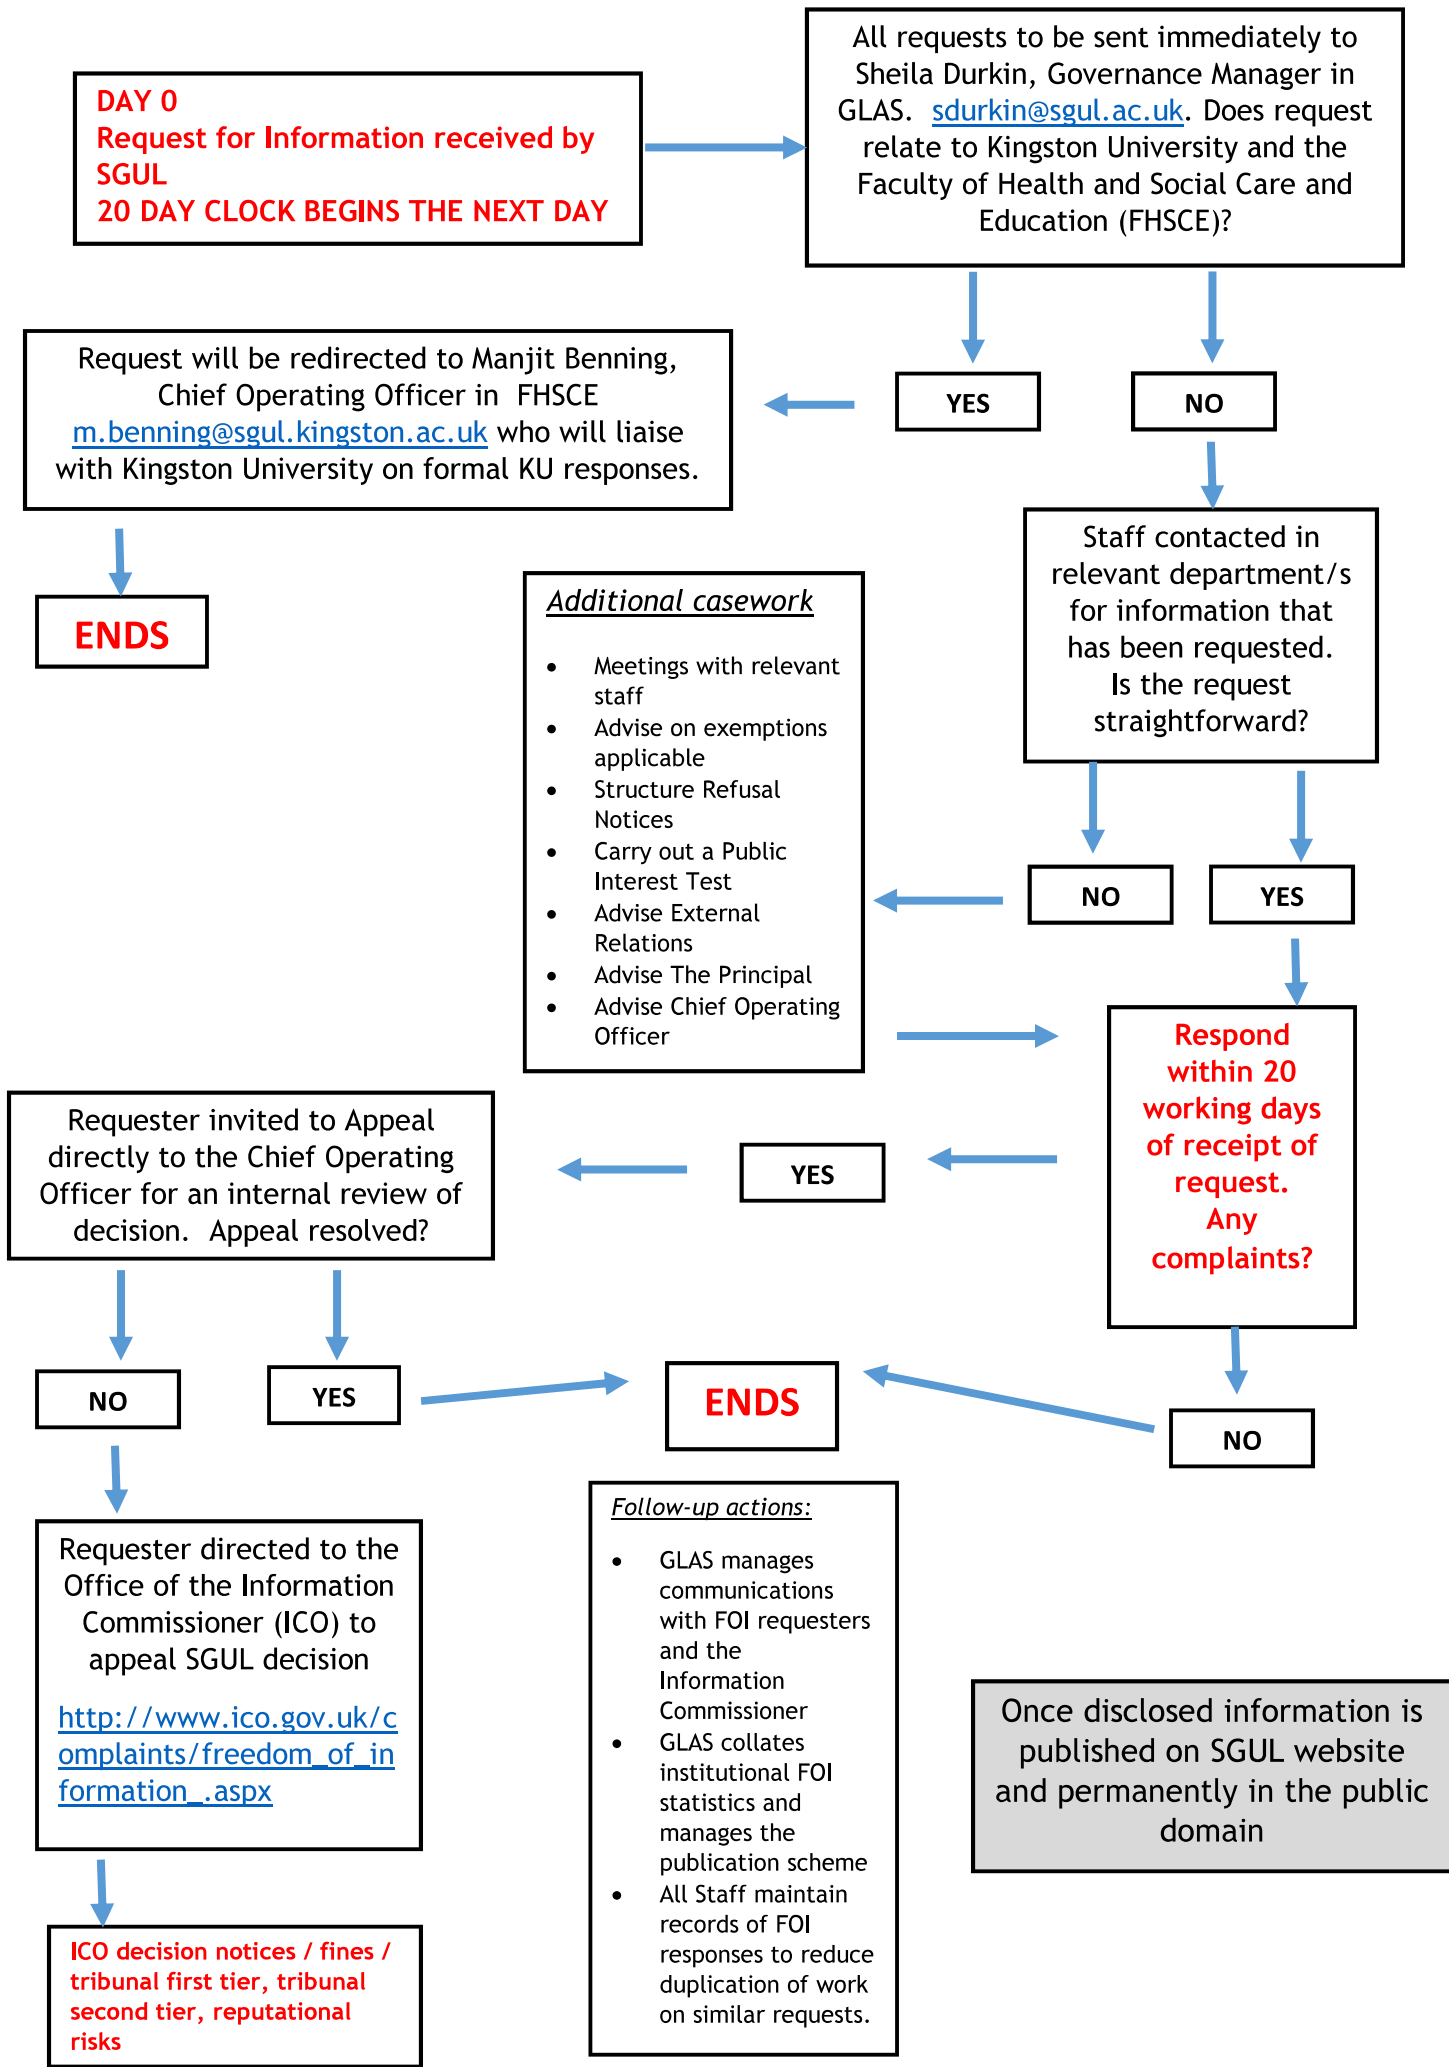 DAY 0
Request for Information received by
SGUL
20 DAY CLOCK BEGINS THE NEXT DAY
All requests to be sent immediately to
Sheila Durkin, Governance Manager in
GLAS. sdurkin@sgul.ac.uk. Does request
relate to Kingston University and the
Faculty of Health and Social Care and
Education (FHSCE)?
YES
NO
Request will be redirected to Manjit Benning,
Chief Operating Officer in FHSCE
m.benning@sgul.kingston.ac.uk who will liaise
with Kingston University on formal KU responses.
ENDS
Staff contacted in
relevant department/s
for information that
has been requested.
Is the request
straightforward?
NO
YES
Additional casework
• Meetings with relevant
staff
• Advise on exemptions
applicable
• Structure Refusal
Notices
• Carry out a Public
Interest Test
• Advise External
Relations
• Advise The Principal
• Advise Chief Operating
Officer
Respond
within 20
working days
of receipt of
request.
Any
complaints?
YES
Requester invited to Appeal
directly to the Chief Operating
Officer for an internal review of
decision. Appeal resolved?
NO
YES
ENDS
NO
Requester directed to the
Office of the Information
Commissioner (ICO) to
appeal SGUL decision
http://www.ico.gov.uk/c
omplaints/freedom_of_in
formation_.aspx
ICO decision notices / fines /
tribunal first tier, tribunal
second tier, reputational
risks
Follow-up actions:
• GLAS manages
communications
with FOI requesters
and the
Information
Commissioner
• GLAS collates
institutional FOI
statistics and
manages the
publication scheme
• All Staff maintain
records of FOI
responses to reduce
duplication of work
on similar requests.
Once disclosed information is
published on SGUL website
and permanently in the public
domain